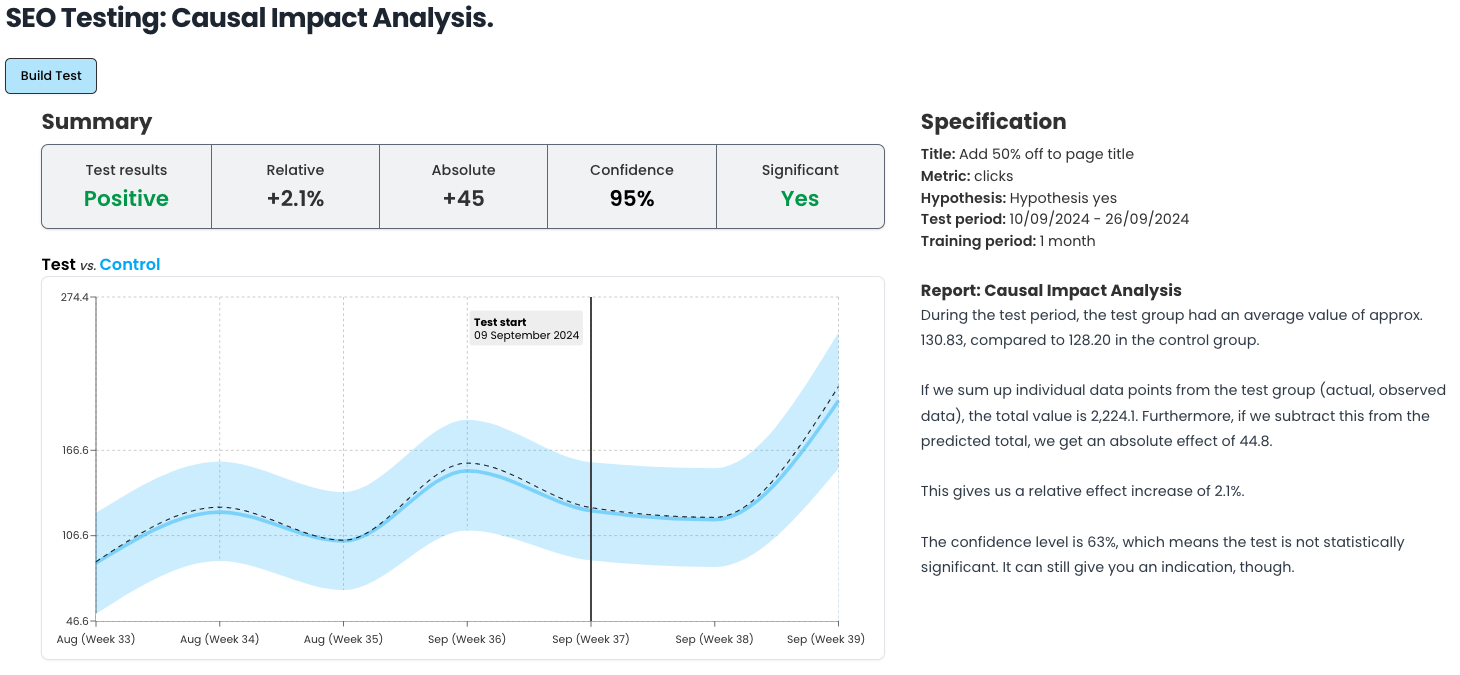 SEO Testing: Causal Impact Analysis.
Build Test
Summary
Test results
Positive
Relative
+2.1%
Absolute
+45
Confidence
95%
Significant
Yes
Test vs. Control
274.4
166.6
106.6
46.6
Test start
09 September 2024
Aug (Week 33)
Aug (Week 34)
Aug (Week 35)
Sep (Week 36)
Sep (Week 37)
Sep (Week 38)
Sep (Week 39)
Specification
Title: Add 50% off to page title
Metric: clicks
Hypothesis: Hypothesis yes
Test period: 10/09/2024 - 26/09/2024
Training period: 1 month
Report: Causal Impact Analysis
During the test period, the test group had an average value of approx.
130.83, compared to 128.20 in the control group.
If we sum up individual data points from the test group (actual, observed
data), the total value is 2,224.1. Furthermore, if we subtract this from the
predicted total, we get an absolute effect of 44.8.
This gives us a relative effect increase of 2.1%.
The confidence level is 63%, which means the test is not statistically
significant. It can still give you an indication, though.